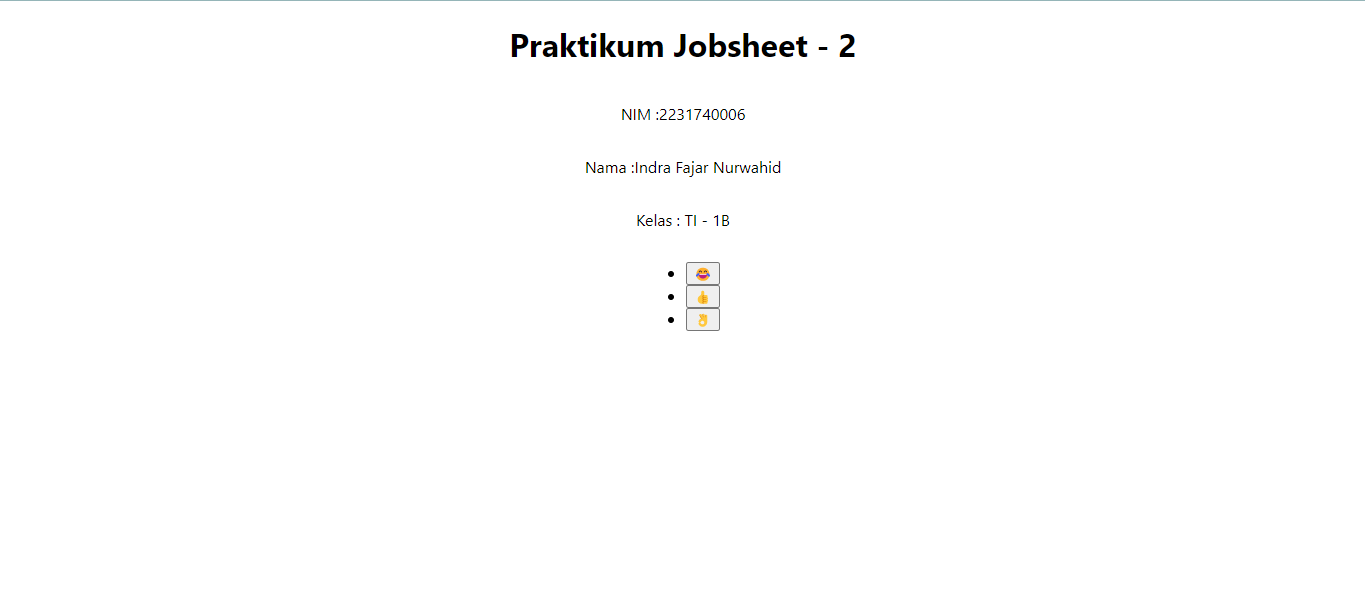 Praktikum Jobsheet - 2
NIM :2231740006
Nama :Indra Fajar Nurwahid
Kelas : TI - 1B
• 😂
• 👍
• 👌